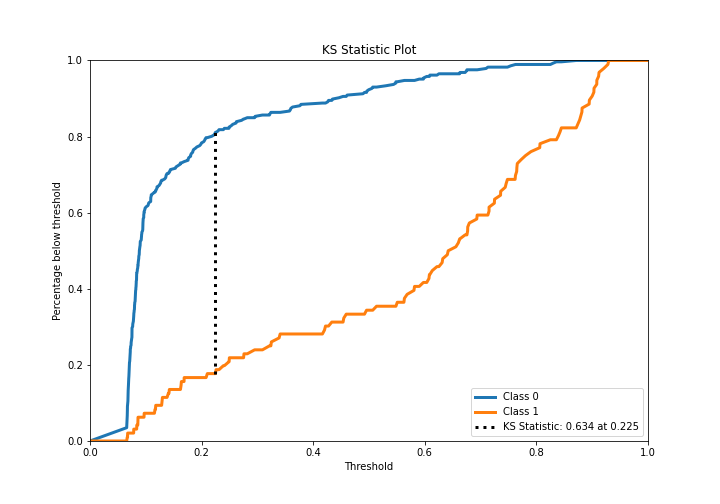 KS Statistic Plot
Percentage below threshold
1.0
0.8
0.6
0.4
0.2
0.0
0.0 0.2 0.4 0.6 0.8 1.0
Threshold
Class 0
Class 1
KS Statistic: 0.634 at 0.225